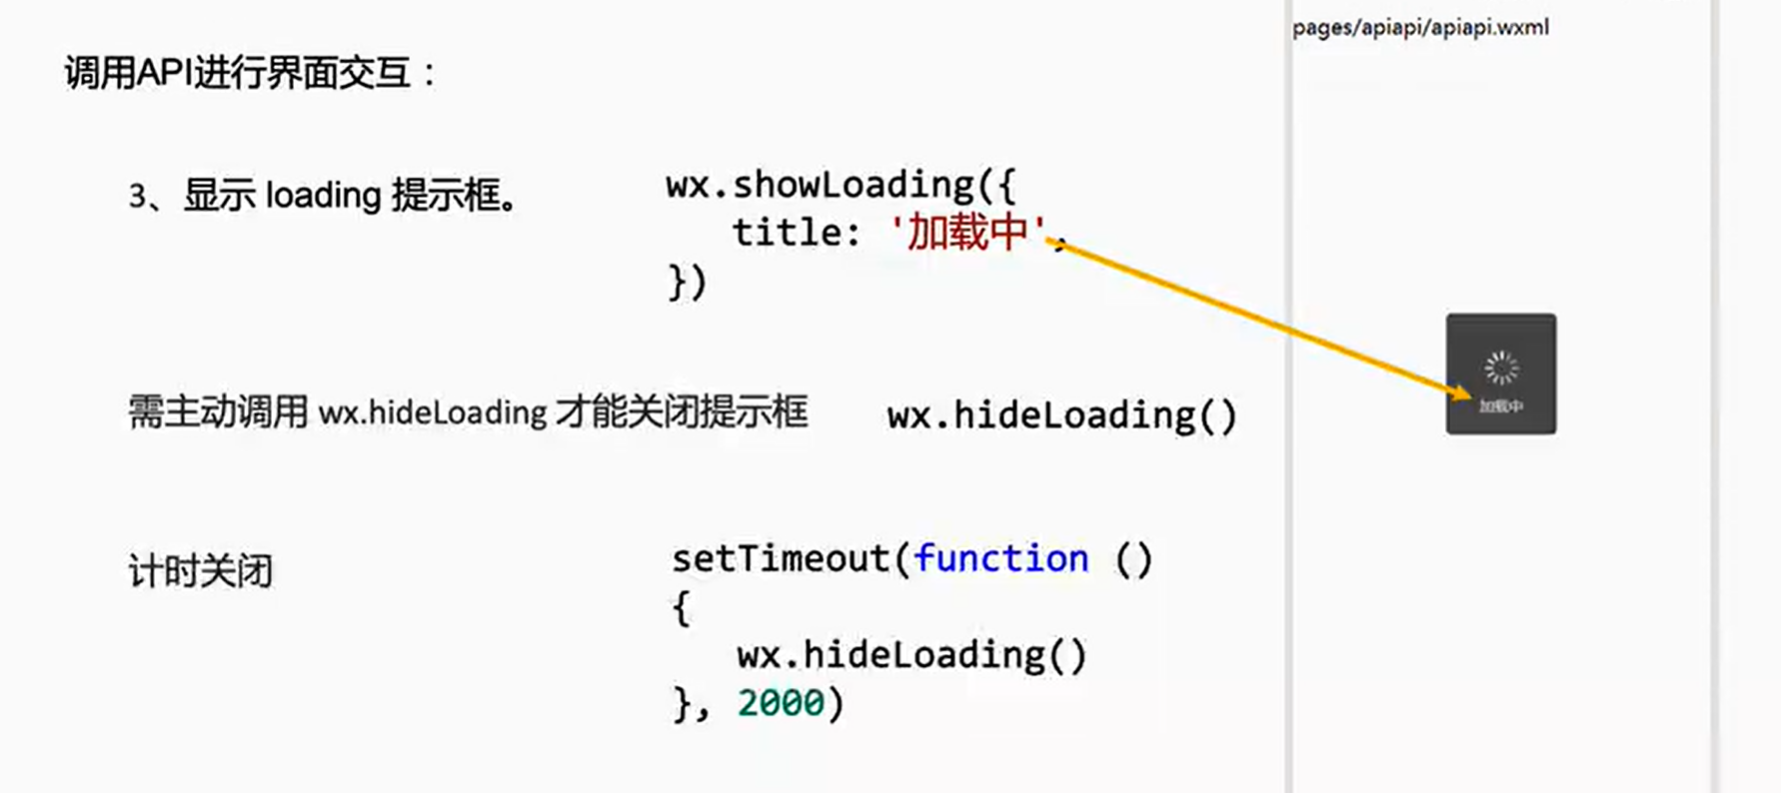 pages/apiapi/apiapi.wxml
调用API进行界面交互：
3、显示 loading 提示框。
wx.showLoading({
title: '加载中',
})
加载中
需主动调用 wx.hideLoading 才能关闭提示框
wx.hideLoading()
计时关闭
setTimeout(function ()
{
wx.hideLoading()
}, 2000)